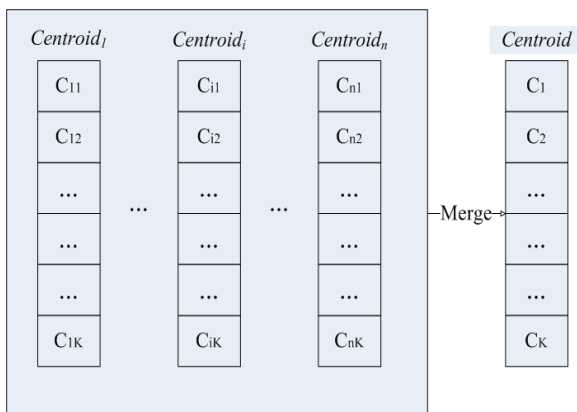 Centroid₁ Centroidᵢ Centroidₙ Centroid
C₁₁ Cᵢ₁ Cₙ₁ C₁
C₁₂ Cᵢ₂ Cₙ₂ C₂
... ... ... ...
... ... Merge
... ... ... ...
... ... ... ...
C₁K CᵢK CₙK CK